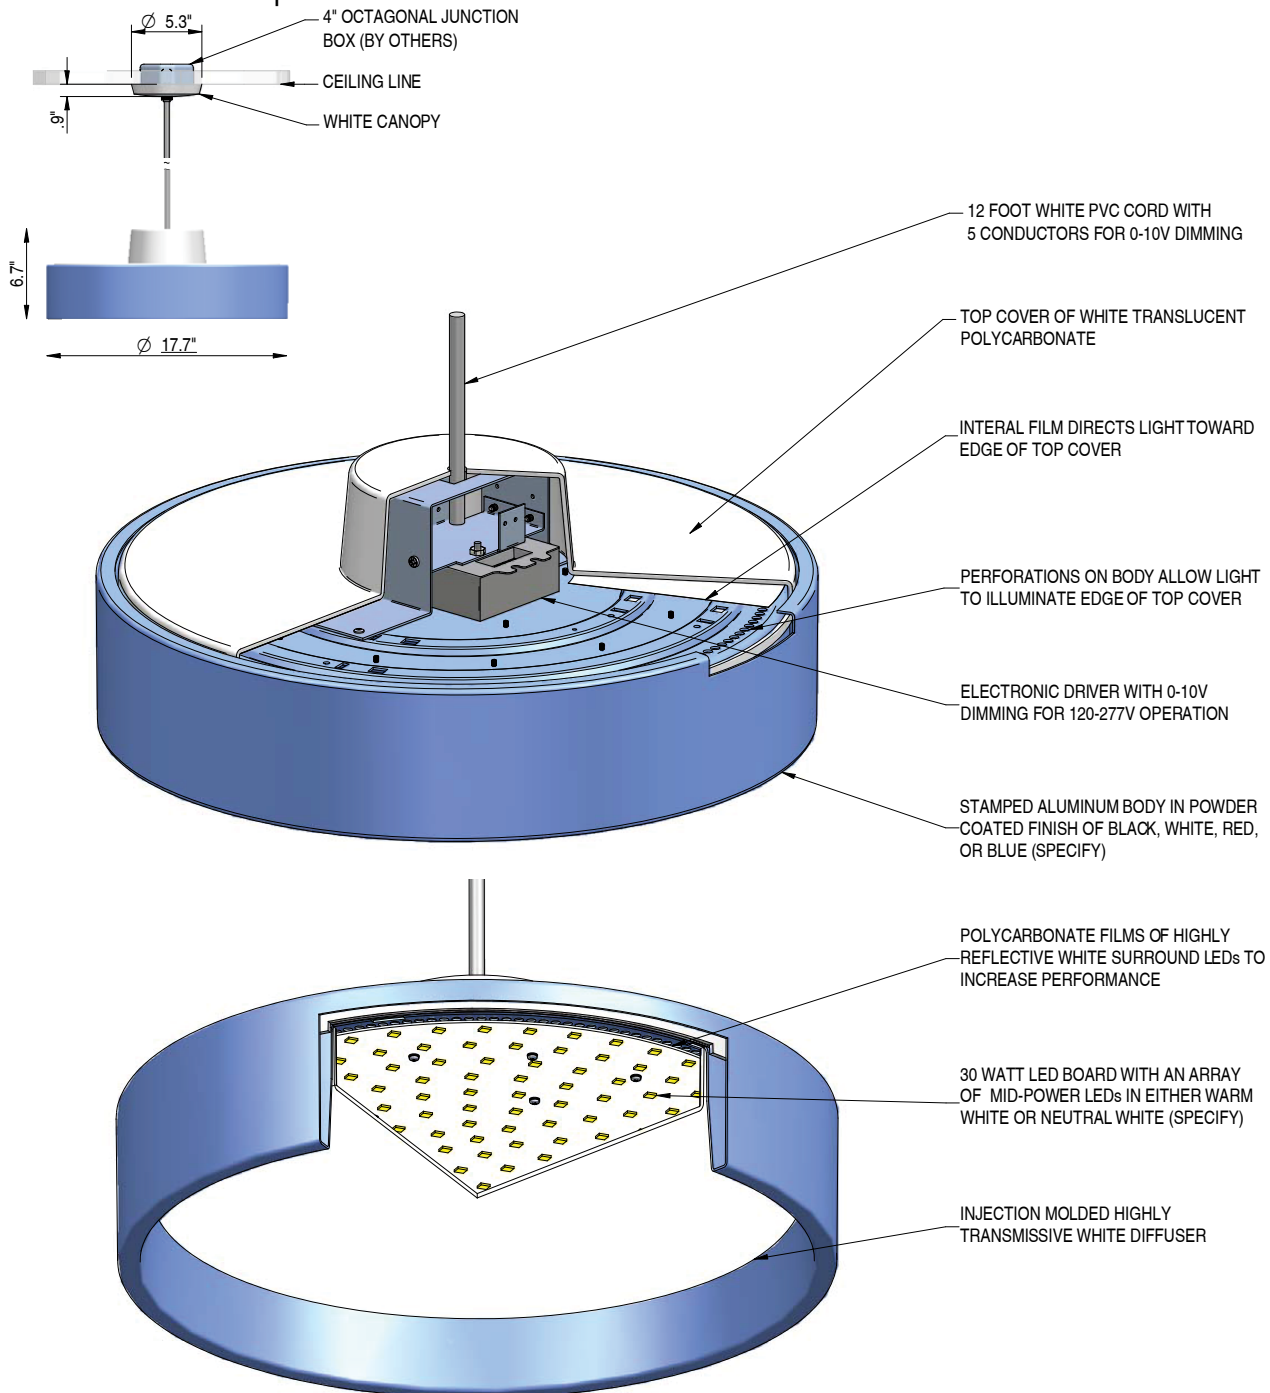 Ø 5.3"
4" OCTAGONAL JUNCTION
BOX (BY OTHERS)
CEILING LINE
.9"
WHITE CANOPY
6.7"
Ø 17.7"
12 FOOT WHITE PVC CORD WITH
5 CONDUCTORS FOR 0-10V DIMMING
TOP COVER OF WHITE TRANSLUCENT
POLYCARBONATE
INTERAL FILM DIRECTS LIGHT TOWARD
EDGE OF TOP COVER
PERFORATIONS ON BODY ALLOW LIGHT
TO ILLUMINATE EDGE OF TOP COVER
ELECTRONIC DRIVER WITH 0-10V
DIMMING FOR 120-277V OPERATION
STAMPED ALUMINUM BODY IN POWDER
COATED FINISH OF BLACK, WHITE, RED,
OR BLUE (SPECIFY)
POLYCARBONATE FILMS OF HIGHLY
REFLECTIVE WHITE SURROUND LEDs TO
INCREASE PERFORMANCE
30 WATT LED BOARD WITH AN ARRAY
OF MID-POWER LEDs IN EITHER WARM
WHITE OR NEUTRAL WHITE (SPECIFY)
INJECTION MOLDED HIGHLY
TRANSMISSIVE WHITE DIFFUSER